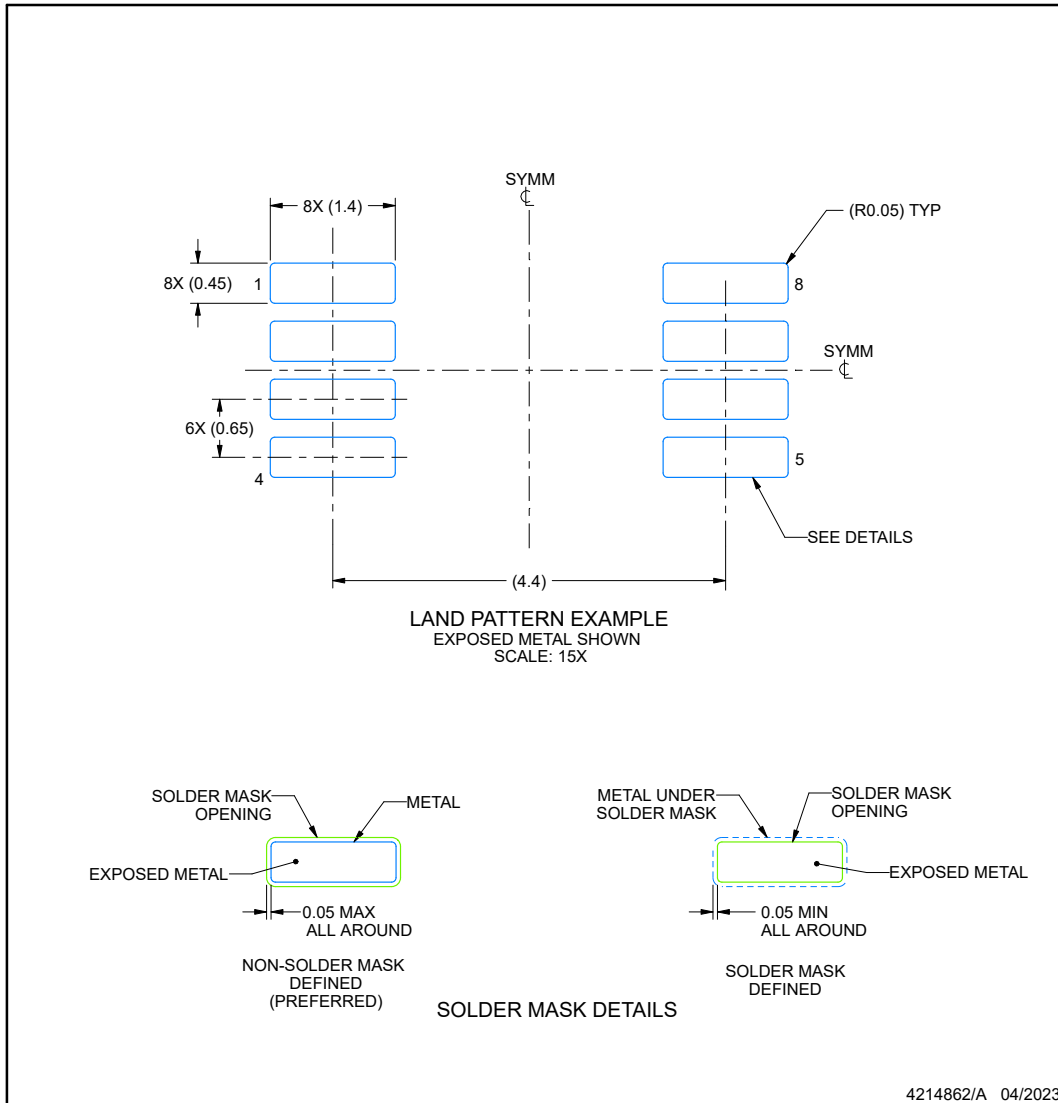 SYMM
℄
8X (1.4)
(R0.05) TYP
8X (0.45)
1
8
SYMM
℄
6X (0.65)
4
5
SEE DETAILS
(4.4)
LAND PATTERN EXAMPLE
EXPOSED METAL SHOWN
SCALE: 15X
SOLDER MASK
OPENING
METAL
EXPOSED METAL
0.05 MAX
ALL AROUND
NON-SOLDER MASK
DEFINED
(PREFERRED)
METAL UNDER
SOLDER MASK
SOLDER MASK
OPENING
EXPOSED METAL
0.05 MIN
ALL AROUND
SOLDER MASK
DEFINED
SOLDER MASK DETAILS
4214862/A 04/2023